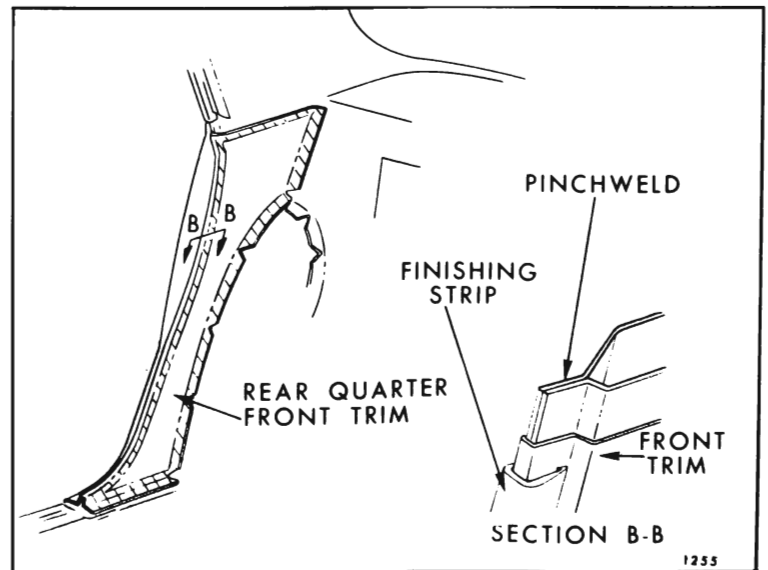 B B
PINCHWELD
FINISHING
STRIP
REAR QUARTER
FRONT TRIM
FRONT
TRIM
SECTION B-B
1255